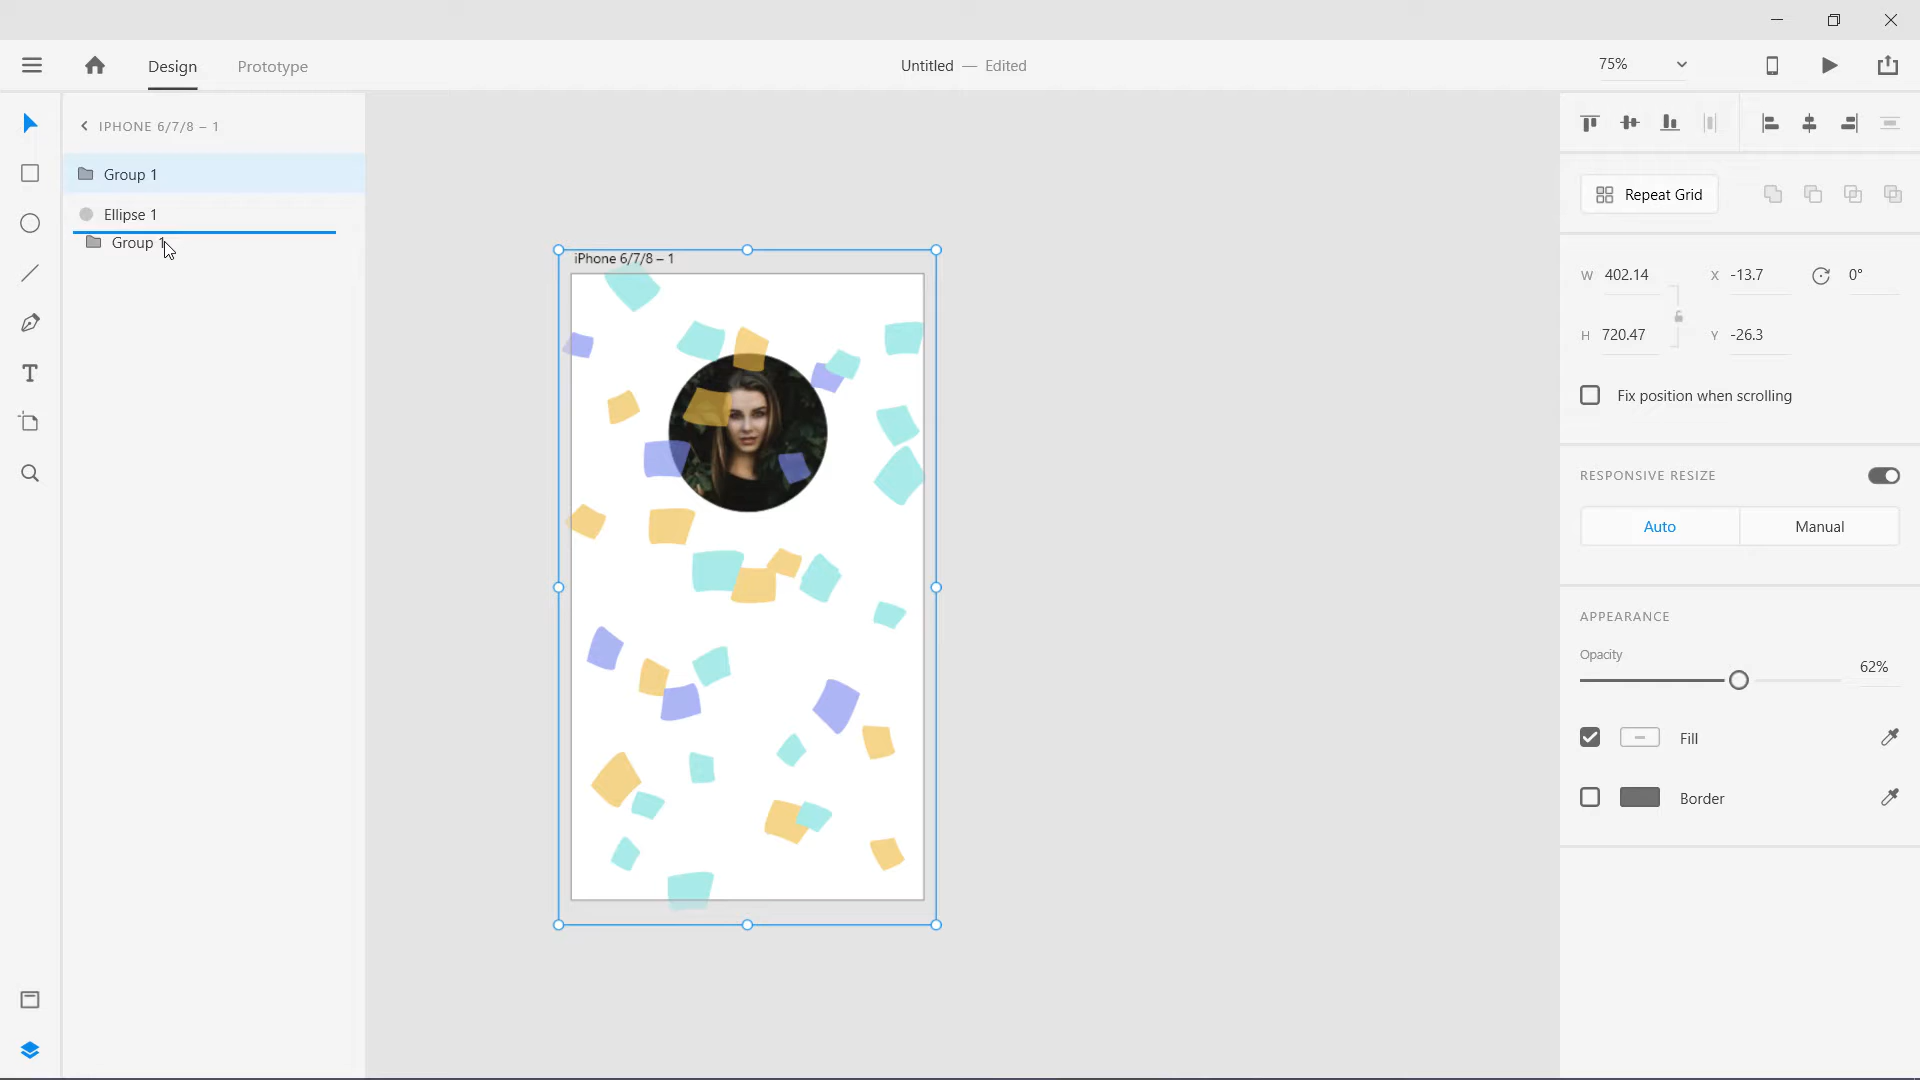 Design
Prototype
Untitled — Edited
75%
IPHONE 6/7/8 – 1
Group 1
Ellipse 1
Group 1
iPhone 6/7/8 – 1
Repeat Grid
W 402.14
X -13.7
0°
H 720.47
Y -26.3
Fix position when scrolling
RESPONSIVE RESIZE
Auto
Manual
APPEARANCE
Opacity
62%
Fill
Border